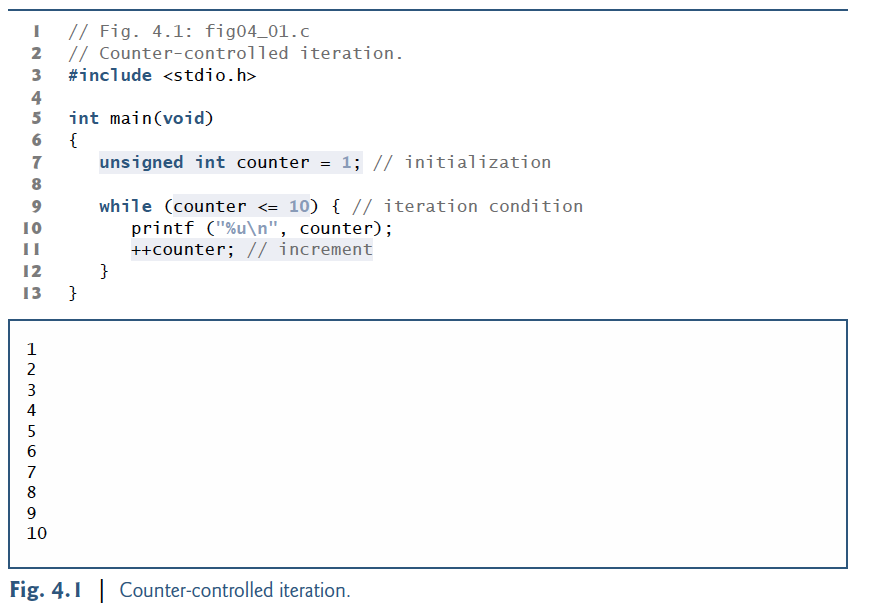 1 // Fig. 4.1: fig04_01.c
2 // Counter-controlled iteration.
3 #include <stdio.h>
4
5 int main(void)
6 {
7    unsigned int counter = 1; // initialization
8
9    while (counter <= 10) { // iteration condition
10       printf ("%u\n", counter);
11       ++counter; // increment
12    }
13 }
1
2
3
4
5
6
7
8
9
10
Fig. 4.1 | Counter-controlled iteration.